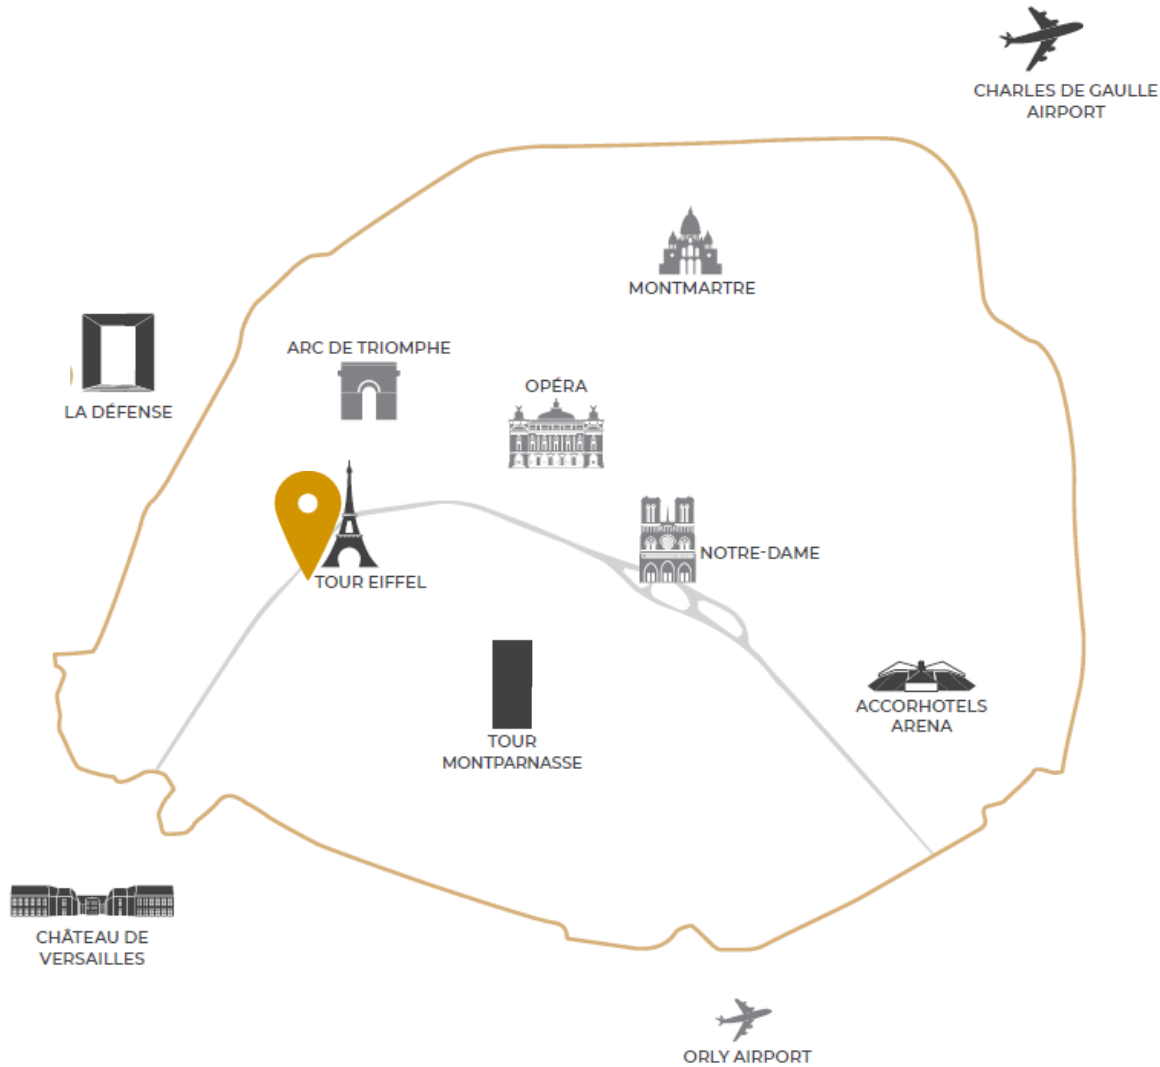 CHARLES DE GAULLE
AIRPORT
MONTMARTRE
ARC DE TRIOMPHE
OPÉRA
LA DÉFENSE
NOTRE-DAME
TOUR EIFFEL
ACCORHOTELS
ARENA
TOUR
MONTPARNASSE
CHÂTEAU DE
VERSAILLES
ORLY AIRPORT